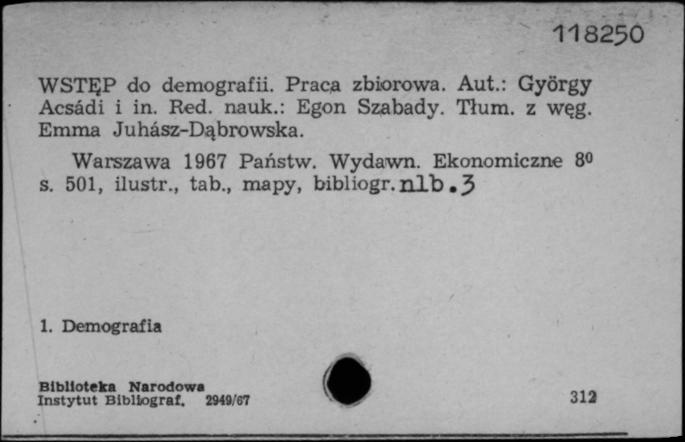 118250
WSTĘP do demografii. Praca zbiorowa. Aut.: György
Acsádi i in. Red. nauk.: Egon Szabady. Tłum. z węg.
Emma Juhász-Dąbrowska.
Warszawa 1967 Państw. Wydawn. Ekonomiczne 8⁰
s. 501, ilustr., tab., mapy, bibliogr. nlb.3
1. Demografia
Biblioteka Narodowa
Instytut Bibliograf. 2949/67
312